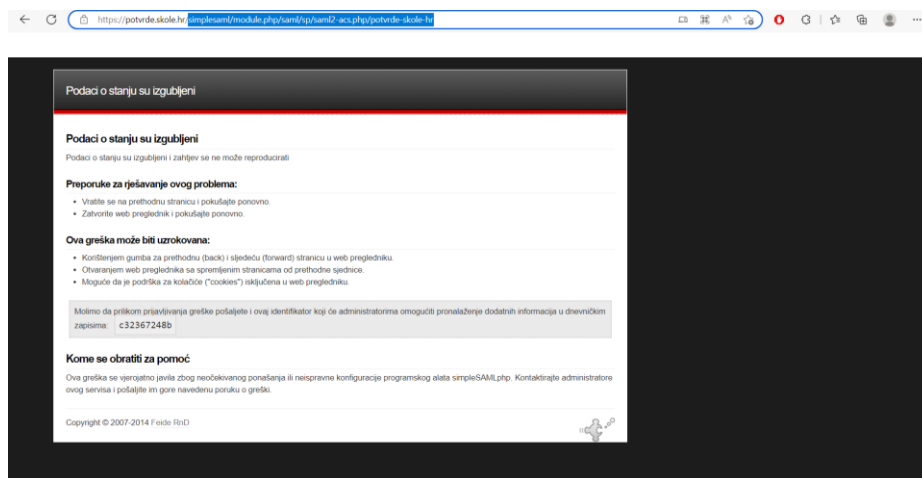 https://potvrde.skole.hr/simplesaml/module.php/saml/sp/saml2-acs.php/potvrde-skole-hr
Podaci o stanju su izgubljeni
Podaci o stanju su izgubljeni
Podaci o stanju su izgubljeni i zahtjev se ne može reproducirati
Preporuke za rješavanje ovog problema:
Vratite se na prethodnu stranicu i pokušajte ponovno.
Zatvorite web preglednik i pokušajte ponovno.
Ova greška može biti uzrokovana:
Korištenjem gumba za prethodnu (back) i sljedeću (forward) stranicu u web pregledniku.
Otvaranjem web preglednika sa spremljenim stranicama od prethodne sjednice.
Moguće da je podrška za kolačiće ("cookies") isključena u web pregledniku.
Molimo da prilikom prijavljivanja greške pošaljete i ovaj identifikator koji će administratorima omogućiti pronalaženje dodatnih informacija u dnevničkim
zapisima: c32367248b
Kome se obratiti za pomoć
Ova greška se vjerojatno javila zbog neočekivanog ponašanja ili neispravne konfiguracije programskog alata simpleSAMLphp. Kontaktirajte administratore
ovog servisa i pošaljite im gore navedenu poruku o greški.
Copyright © 2007-2014 Feide RnD